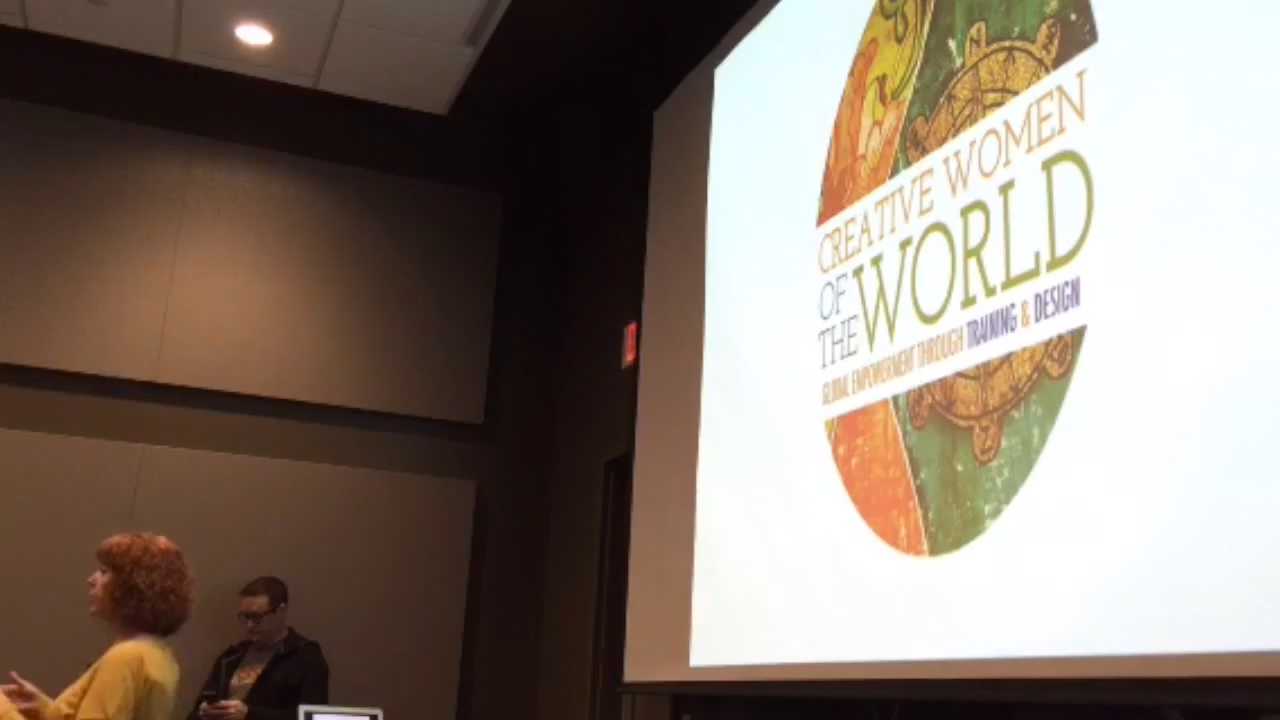 CREATIVE WOMEN
OF
THE WORLD
GLOBAL EMPOWERMENT THROUGH TRAINING & DESIGN